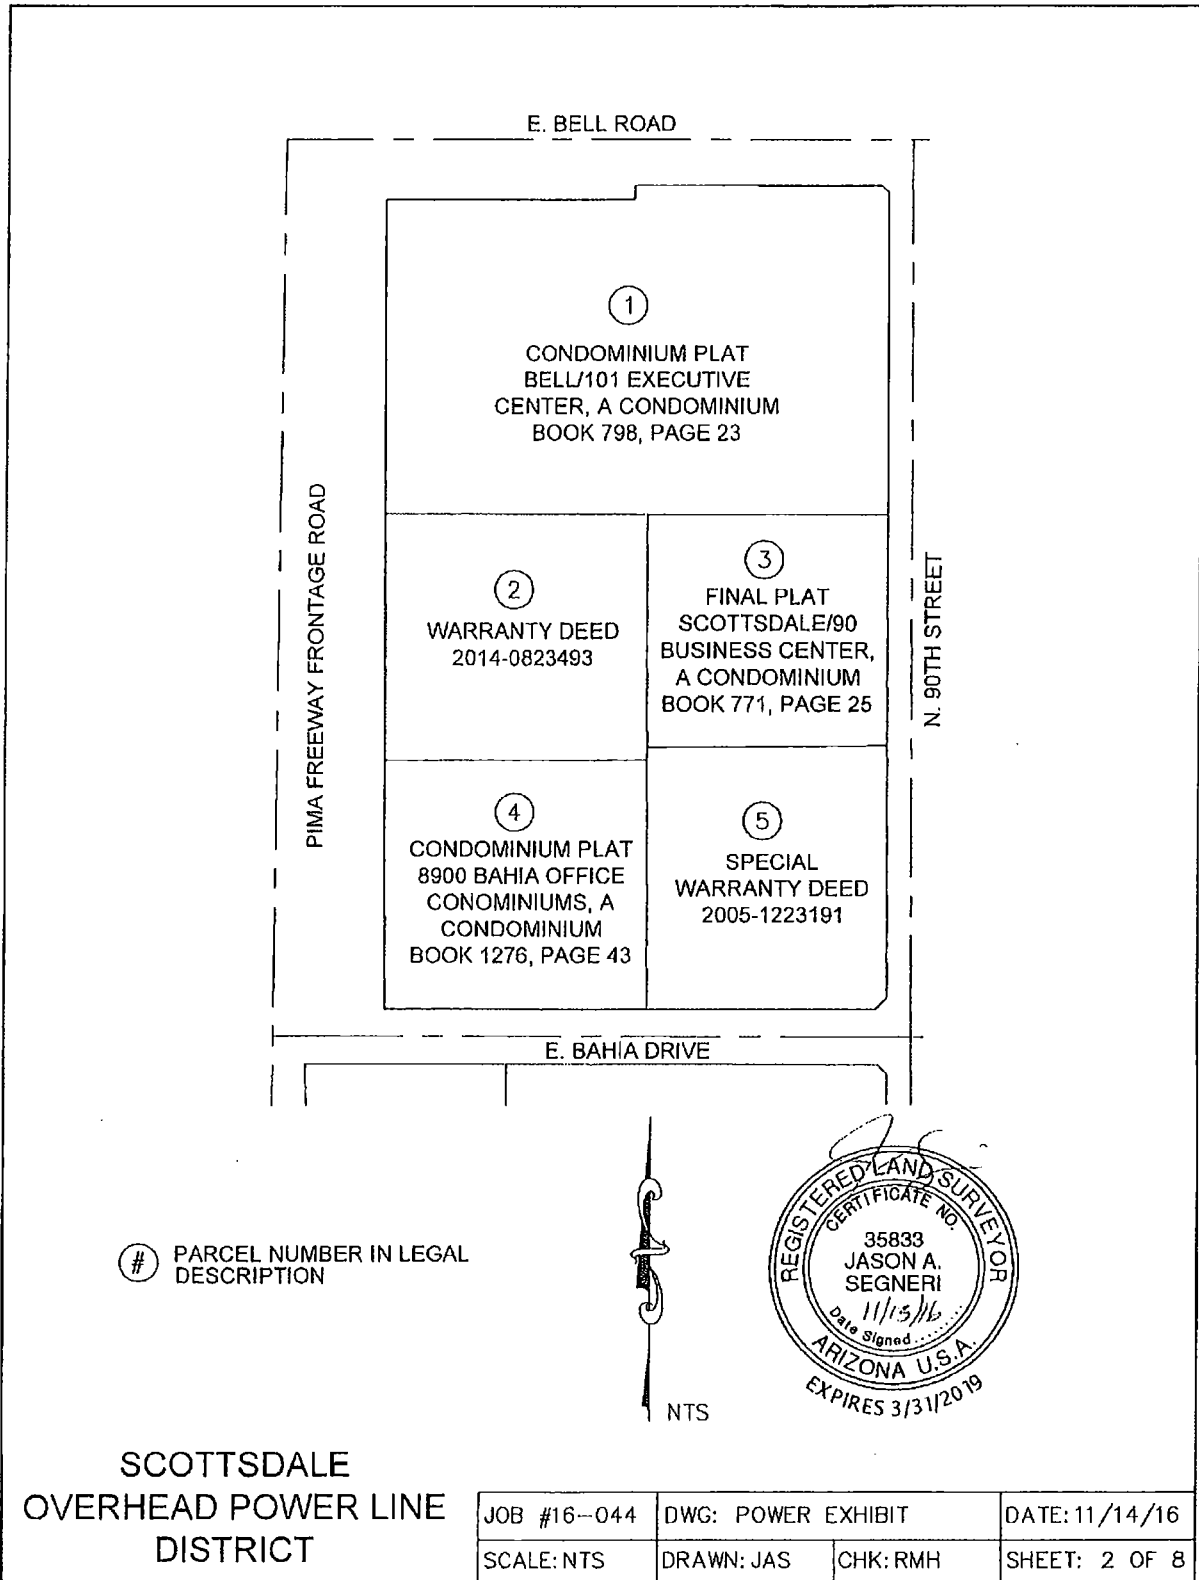 E. BELL ROAD
1
CONDOMINIUM PLAT
BELL/101 EXECUTIVE
CENTER, A CONDOMINIUM
BOOK 798, PAGE 23
PIMA FREEWAY FRONTAGE ROAD
2
WARRANTY DEED
2014-0823493
3
FINAL PLAT
SCOTTSDALE/90
BUSINESS CENTER,
A CONDOMINIUM
BOOK 771, PAGE 25
N. 90TH STREET
4
CONDOMINIUM PLAT
8900 BAHIA OFFICE
CONOMINIUMS, A
CONDOMINIUM
BOOK 1276, PAGE 43
5
SPECIAL
WARRANTY DEED
2005-1223191
E. BAHIA DRIVE
# PARCEL NUMBER IN LEGAL
DESCRIPTION
NTS
REGISTERED LAND SURVEYOR
CERTIFICATE NO.
35833
JASON A.
SEGNERI
11/15/16
Date Signed
ARIZONA U.S.A.
EXPIRES 3/31/2019
SCOTTSDALE
OVERHEAD POWER LINE
DISTRICT
JOB #16-044 DWG: POWER EXHIBIT DATE: 11/14/16
SCALE: NTS DRAWN: JAS CHK: RMH SHEET: 2 OF 8